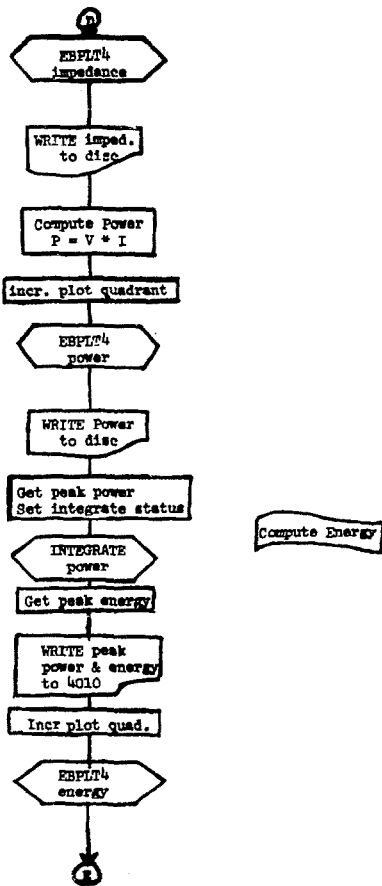 EBPLT4
impedance
WRITE imped.
to disc
Compute Power
P = V * I
incr. plot quadrant
EBPLT4
power
WRITE Power
to disc
Get peak power
Set integrate status
Compute Energy
INTEGRATE
power
Get peak energy
WRITE peak
power & energy
to 4010
Incr plot quad.
EBPLT4
energy